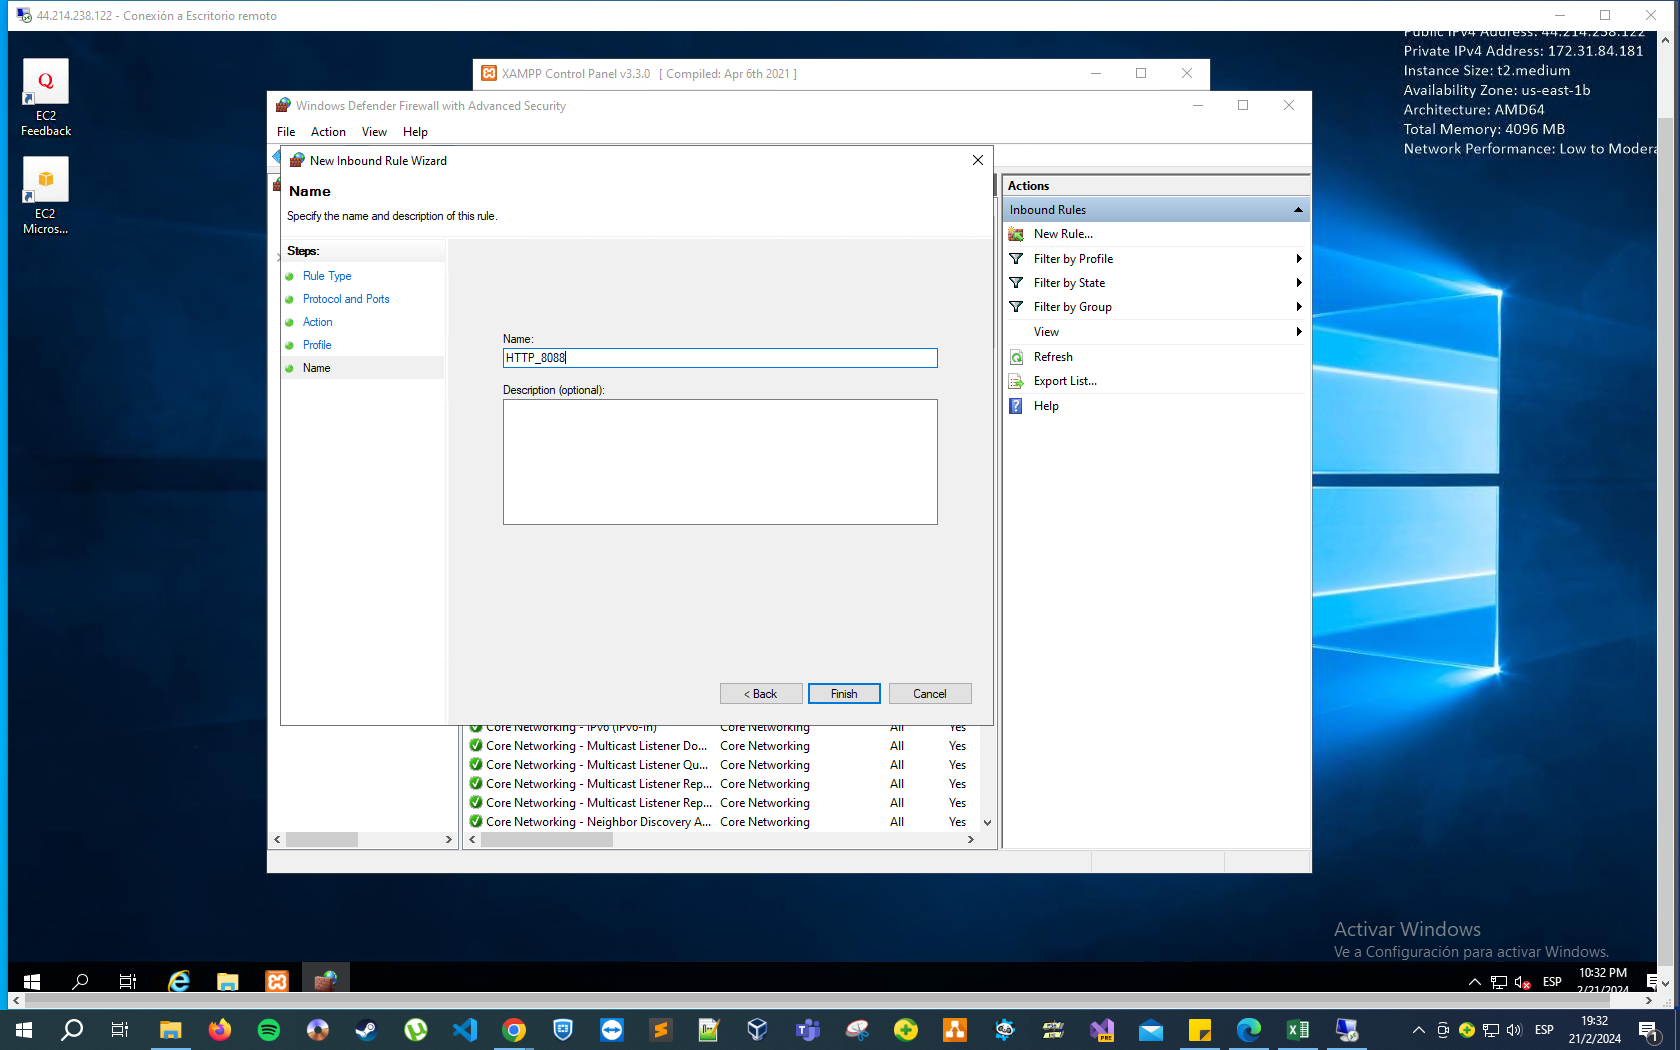 44.214.238.122 - Conexión a Escritorio remoto
Public IPv4 Address: 44.214.238.122
Private IPv4 Address: 172.31.84.181
Instance Size: t2.medium
Availability Zone: us-east-1b
Architecture: AMD64
Total Memory: 4096 MB
Network Performance: Low to Modera
EC2
Feedback
EC2
Micros...
XAMPP Control Panel v3.3.0 [ Compiled: Apr 6th 2021 ]
Windows Defender Firewall with Advanced Security
File Action View Help
New Inbound Rule Wizard
Name
Specify the name and description of this rule.
Steps:
Rule Type
Protocol and Ports
Action
Profile
Name
Name:
HTTP_8088
Description (optional):
< Back Finish Cancel
Core Networking - IPv6 (IPv6-In) Core Networking All Yes
Core Networking - Multicast Listener Do... Core Networking All Yes
Core Networking - Multicast Listener Qu... Core Networking All Yes
Core Networking - Multicast Listener Rep... Core Networking All Yes
Core Networking - Multicast Listener Rep... Core Networking All Yes
Core Networking - Neighbor Discovery A... Core Networking All Yes
Actions
Inbound Rules
New Rule...
Filter by Profile
Filter by State
Filter by Group
View
Refresh
Export List...
Help
Activar Windows
Ve a Configuración para activar Windows.
ESP
10:32 PM
2/21/2024
PRE
ESP
19:32
21/2/2024
1